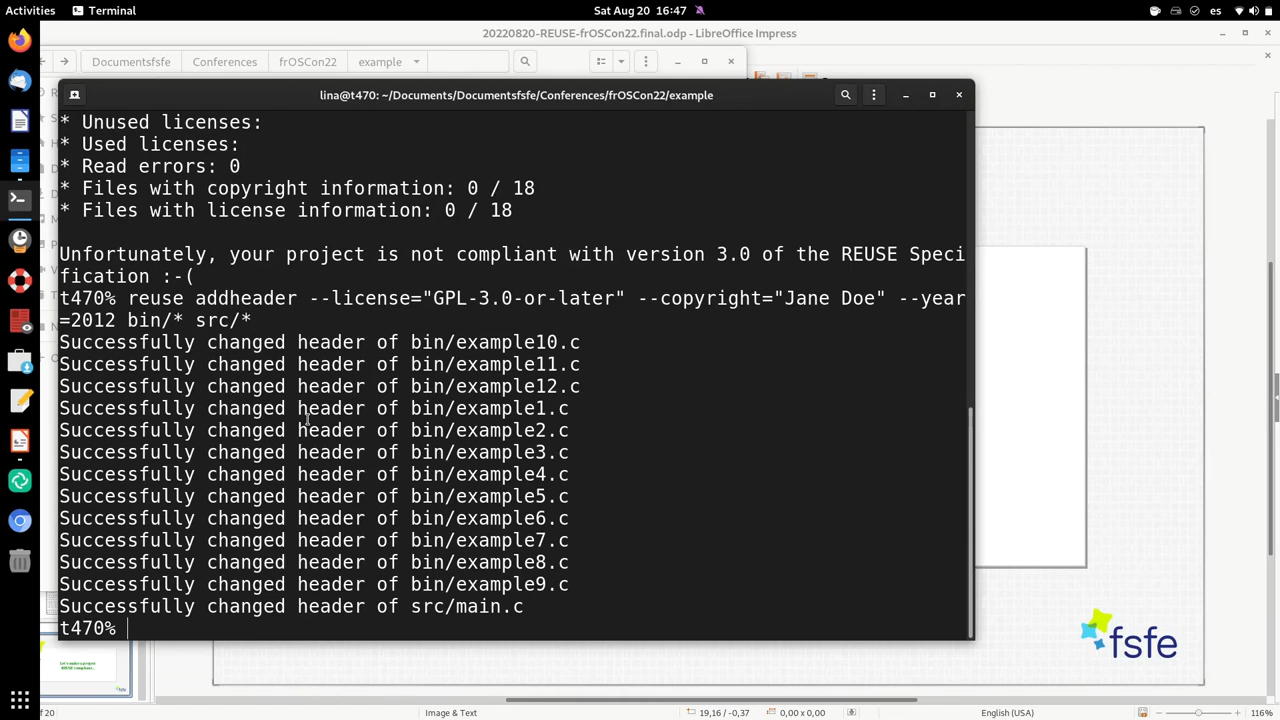 Activities
Terminal
Sat Aug 20 16:47
es
20220820-REUSE-frOSCon22.final.odp - LibreOffice Impress
Documentsfsfe
Conferences
frOSCon22
example
lina@t470: ~/Documents/Documentsfsfe/Conferences/frOSCon22/example
* Unused licenses:
* Used licenses:
* Read errors: 0
* Files with copyright information: 0 / 18
* Files with license information: 0 / 18
Unfortunately, your project is not compliant with version 3.0 of the REUSE Speci
fication :-(
t470% reuse addheader --license="GPL-3.0-or-later" --copyright="Jane Doe" --year
=2012 bin/* src/*
Successfully changed header of bin/example10.c
Successfully changed header of bin/example11.c
Successfully changed header of bin/example12.c
Successfully changed header of bin/example1.c
Successfully changed header of bin/example2.c
Successfully changed header of bin/example3.c
Successfully changed header of bin/example4.c
Successfully changed header of bin/example5.c
Successfully changed header of bin/example6.c
Successfully changed header of bin/example7.c
Successfully changed header of bin/example8.c
Successfully changed header of bin/example9.c
Successfully changed header of src/main.c
t470%
Let's make a project
REUSE compliant...
fsfe
fsfe
of 20
Image & Text
19,16 / -0,37
0,00 x 0,00
English (USA)
116%